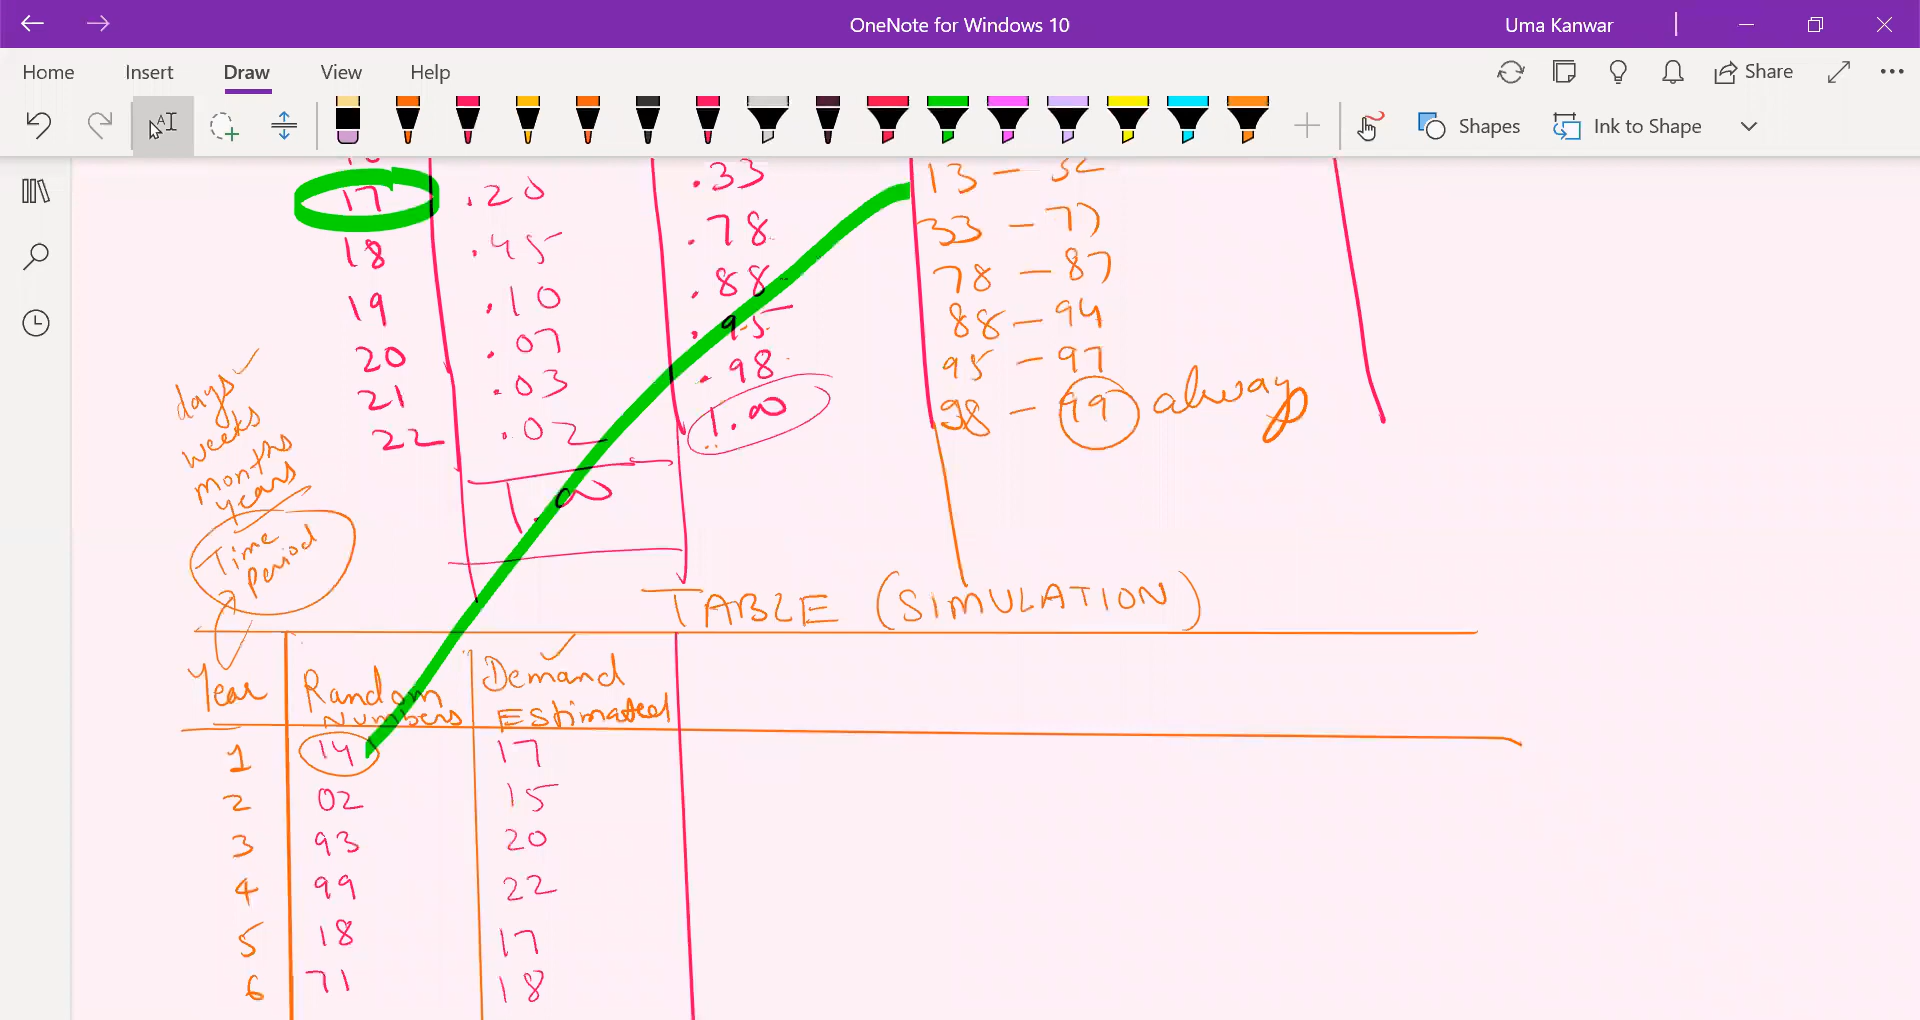 OneNote for Windows 10
Uma Kanwar
Home Insert Draw View Help
Share
Shapes Ink to Shape
17 .20 .33 13 - 32
18 .45 .78 33 - 77
19 .10 .88 78 - 87
20 .07 .95 88 - 94
21 .03 .98 95 - 97
22 .02 1.00 98 - 99 always
1.00
days
weeks
months
years
Time
period
TABLE (SIMULATION)
Year Random Numbers Demand Estimated
1 14 17
2 02 15
3 93 20
4 99 22
5 18 17
6 71 18